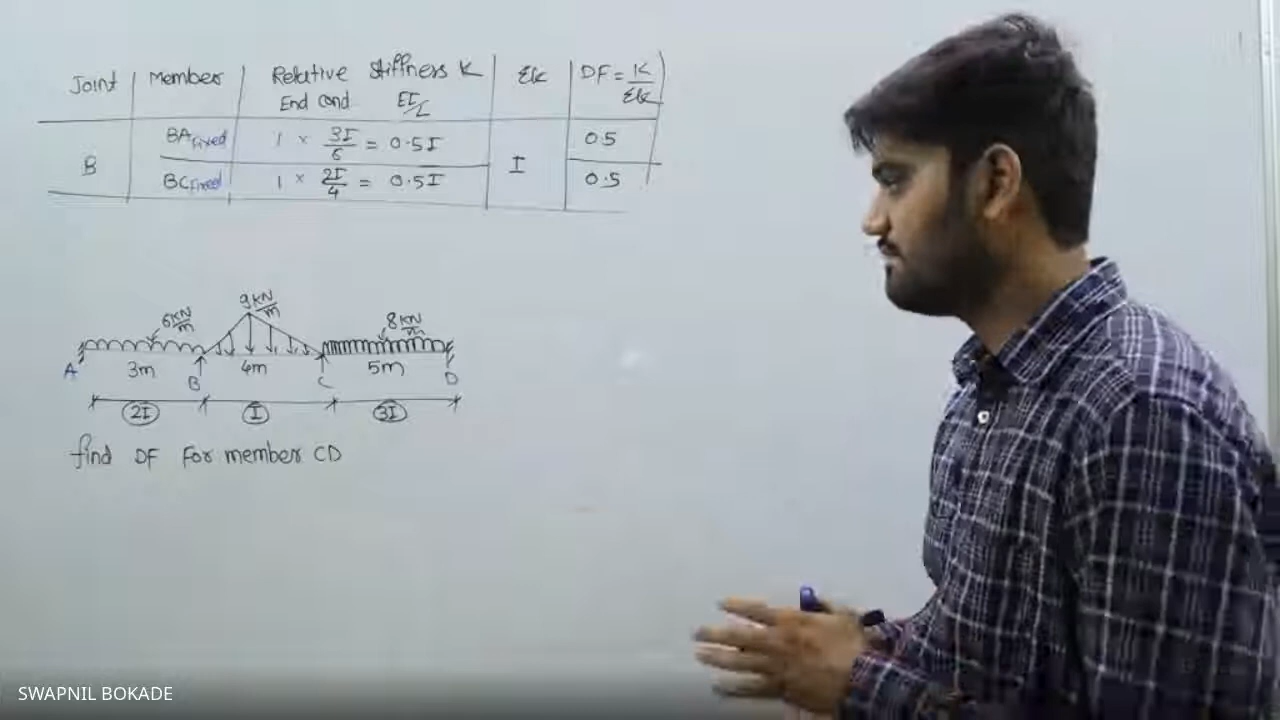 Joint Member Relative Stiffness K Σk DF = K/Σk
End cond. EI/L
B BA Fixed 1 × 3I/6 = 0.5I I 0.5
BC Fixed 1 × 2I/4 = 0.5I 0.5
6 kN/m 9 kN/m 8 kN/m
A 3m B 4m C 5m D
2I I 3I
find DF For member CD
SWAPNIL BOKADE